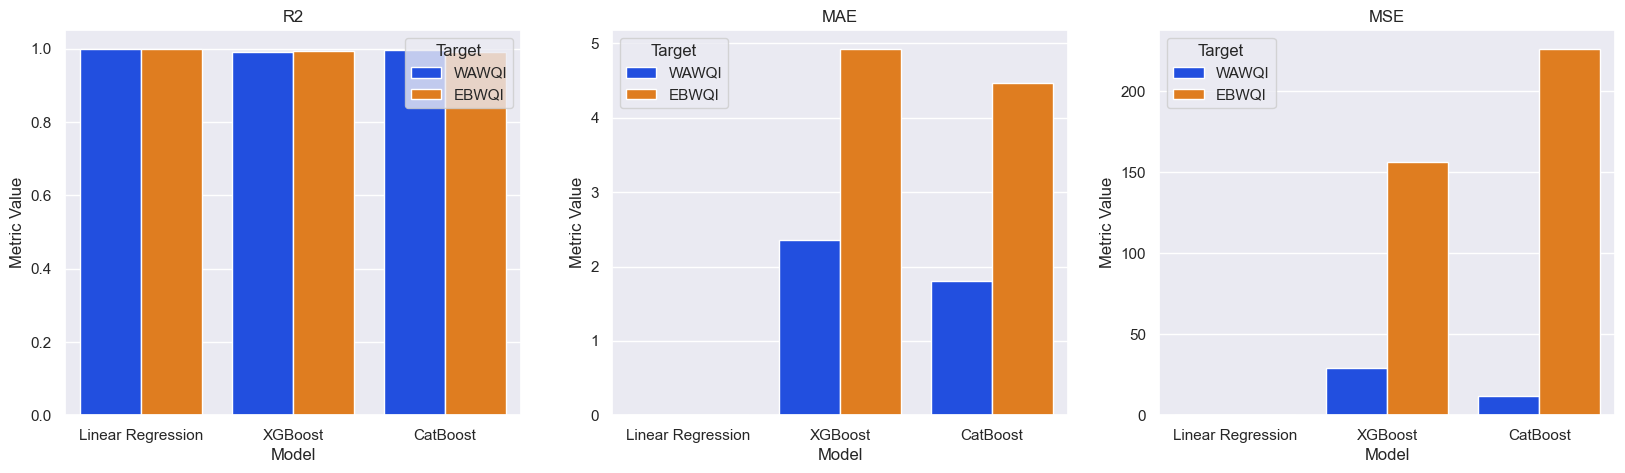 R2
Metric Value
1.0
0.8
0.6
0.4
0.2
0.0
Target
WAWQI
EBWQI
Linear Regression
XGBoost
CatBoost
Model
MAE
Metric Value
5
4
3
2
1
0
Target
WAWQI
EBWQI
Linear Regression
XGBoost
CatBoost
Model
MSE
Metric Value
200
150
100
50
0
Target
WAWQI
EBWQI
Linear Regression
XGBoost
CatBoost
Model